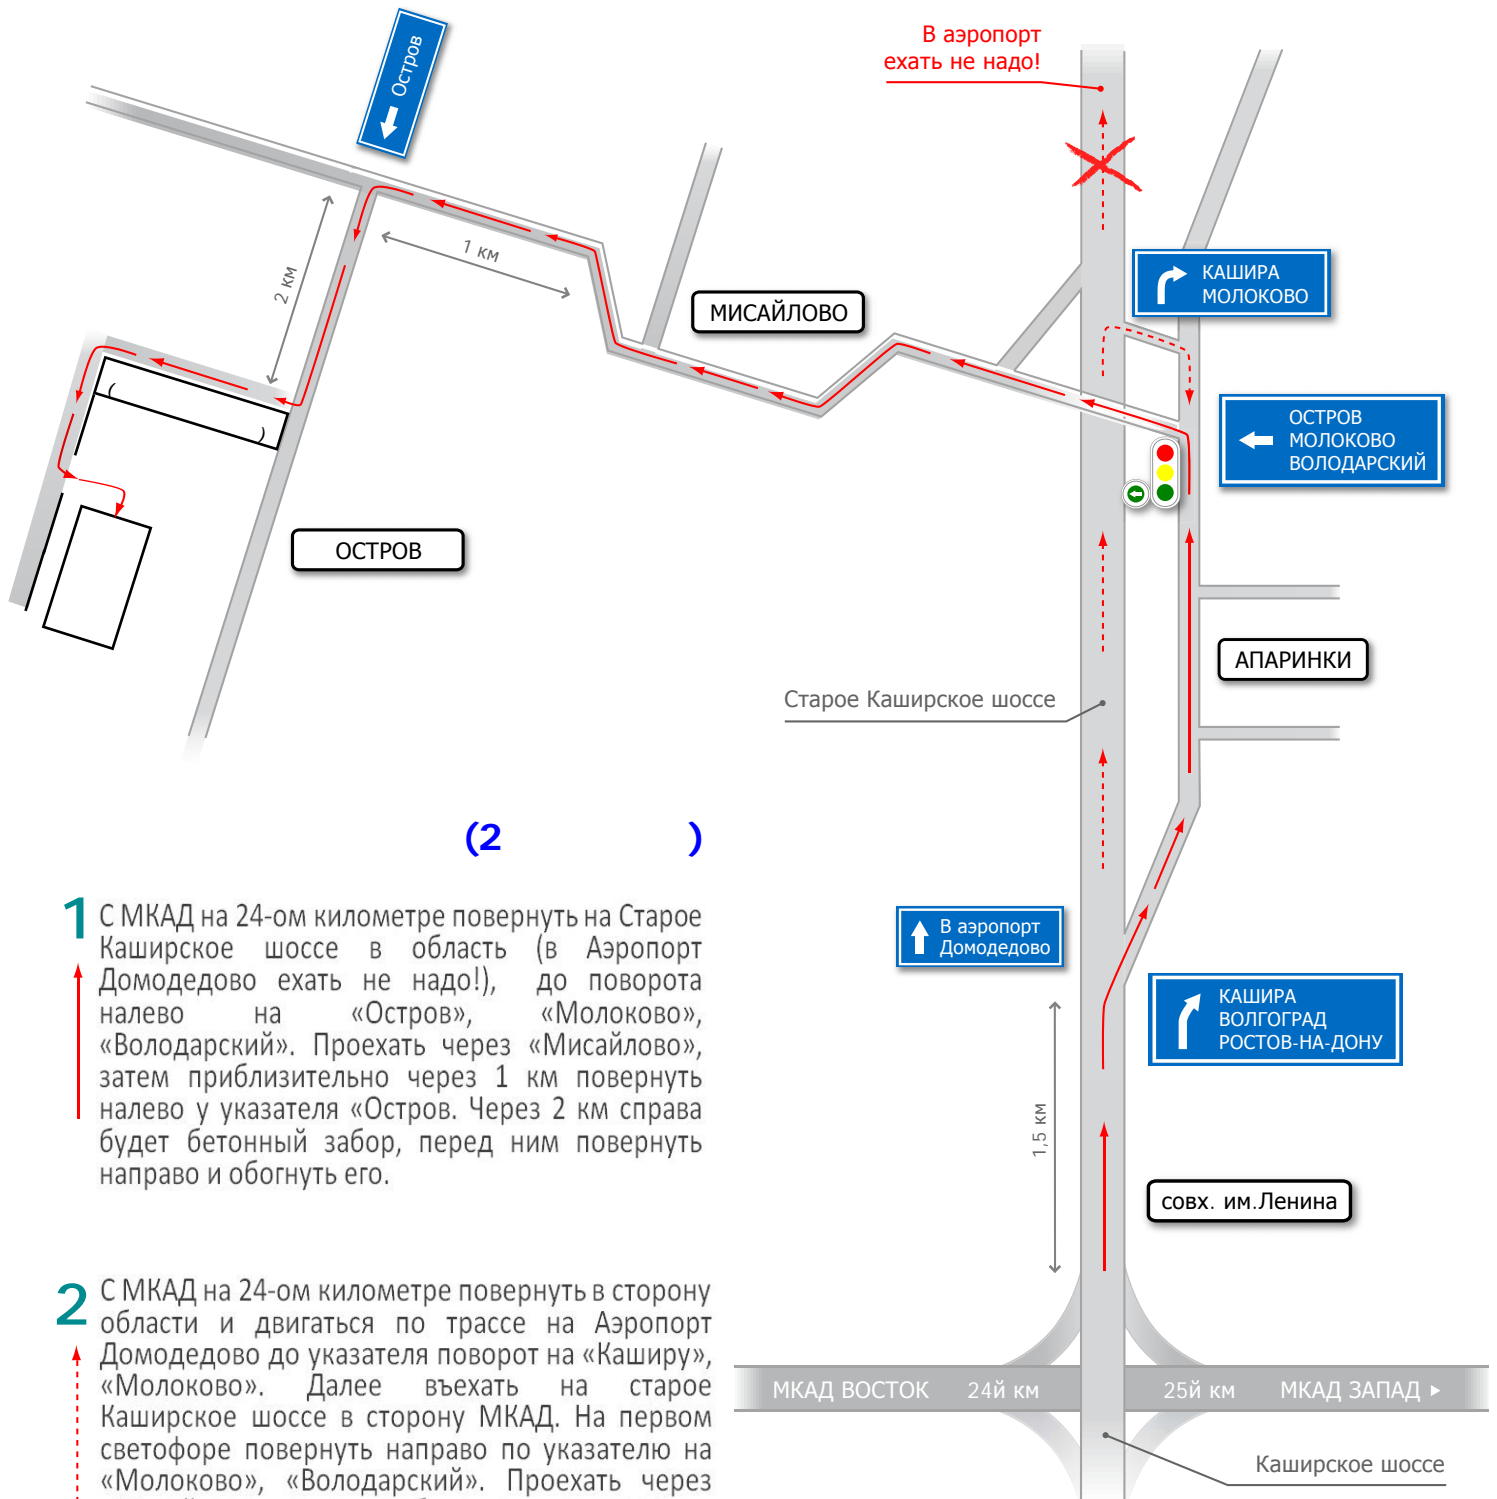 Остров
В аэропорт
ехать не надо!
КАШИРА
МОЛОКОВО
1 км
2 км
МИСАЙЛОВО
ОСТРОВ
МОЛОКОВО
ВОЛОДАРСКИЙ
ОСТРОВ
АПАРИНКИ
Старое Каширское шоссе
(2 )
1 С МКАД на 24-ом километре повернуть на Старое
Каширское шоссе в область (в Аэропорт
Домодедово ехать не надо!), до поворота
налево на «Остров», «Молоково»,
«Володарский». Проехать через «Мисайлово»,
затем приблизительно через 1 км повернуть
налево у указателя «Остров. Через 2 км справа
будет бетонный забор, перед ним повернуть
направо и обогнуть его.
В аэропорт
Домодедово
КАШИРА
ВОЛГОГРАД
РОСТОВ-НА-ДОНУ
1,5 км
совх. им.Ленина
2 С МКАД на 24-ом километре повернуть в сторону
области и двигаться по трассе на Аэропорт
Домодедово до указателя поворот на «Каширу»,
«Молоково». Далее въехать на старое
Каширское шоссе в сторону МКАД. На первом
светофоре повернуть направо по указателю на
«Молоково», «Володарский». Проехать через
МКАД ВОСТОК 24й км 25й км МКАД ЗАПАД
Каширское шоссе